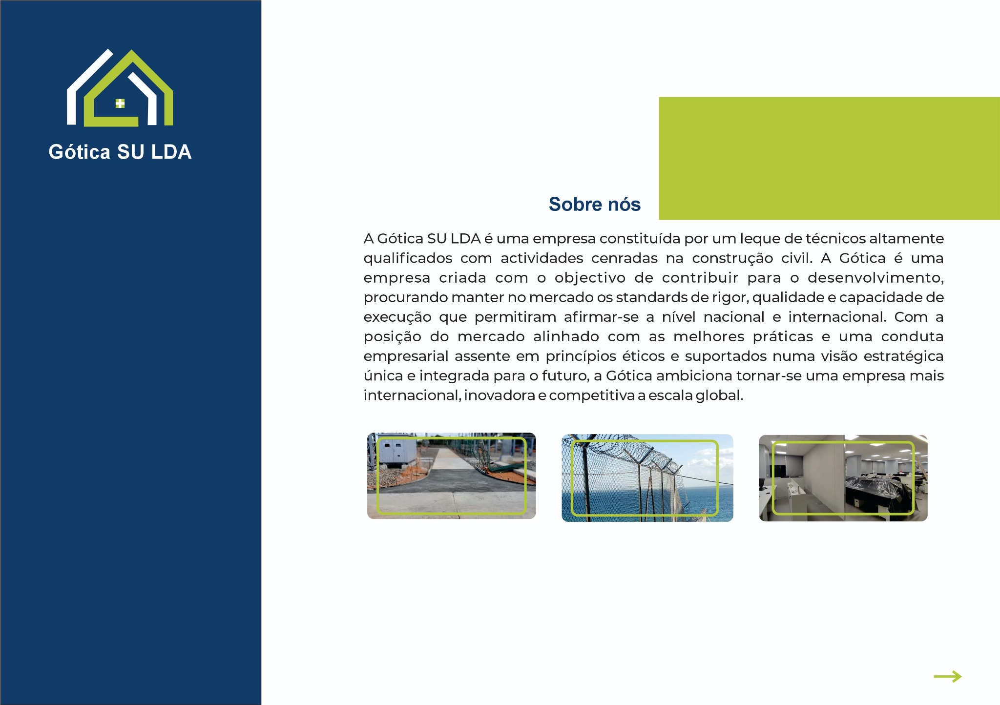 Gótica SU LDA
Sobre nós
A Gótica SU LDA é uma empresa constituída por um leque de técnicos altamente
qualificados com actividades cenradas na construção civil. A Gótica é uma
empresa criada com o objectivo de contribuir para o desenvolvimento,
procurando manter no mercado os standards de rigor, qualidade e capacidade de
execução que permitiram afirmar-se a nível nacional e internacional. Com a
posição do mercado alinhado com as melhores práticas e uma conduta
empresarial assente em princípios éticos e suportados numa visão estratégica
única e integrada para o futuro, a Gótica ambiciona tornar-se uma empresa mais
internacional, inovadora e competitiva a escala global.